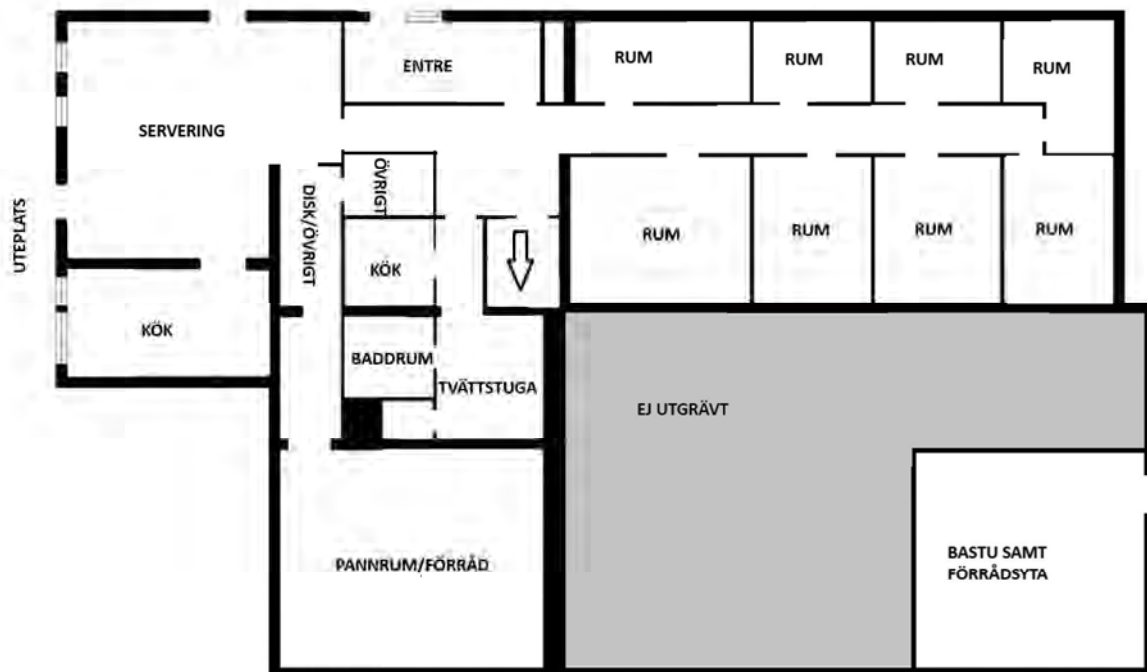 ENTRE
RUM
RUM
RUM
RUM
SERVERING
UTEPLATS
DISK/ÖVRIGT
ÖVRIGT
RUM
RUM
RUM
RUM
KÖK
KÖK
BADDRUM
TVÄTTSTUGA
EJ UTGRÄVT
PANNRUM/FÖRRÅD
BASTU SAMT
FÖRRÅDSYTA